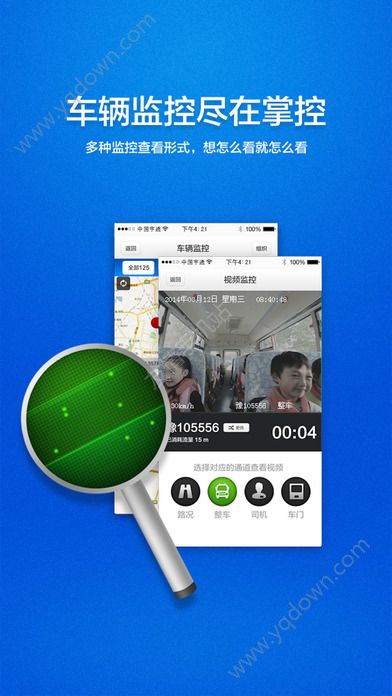 车辆监控尽在掌控
多种监控查看形式，想怎么看就怎么看
中国宇通 下午4:21 100%
返回 车辆监控 组织
全部125
中国宇通 下午4:21 100%
返回 视频监控
2014年03月12日 星期三 08:40:48
30km/h 豫105556 整车
豫105556 00:04
已消耗流量 15 m
选择对应的通道查看视频
路况 整车 司机 车门
www.yqdown.com
www.yqdown.com